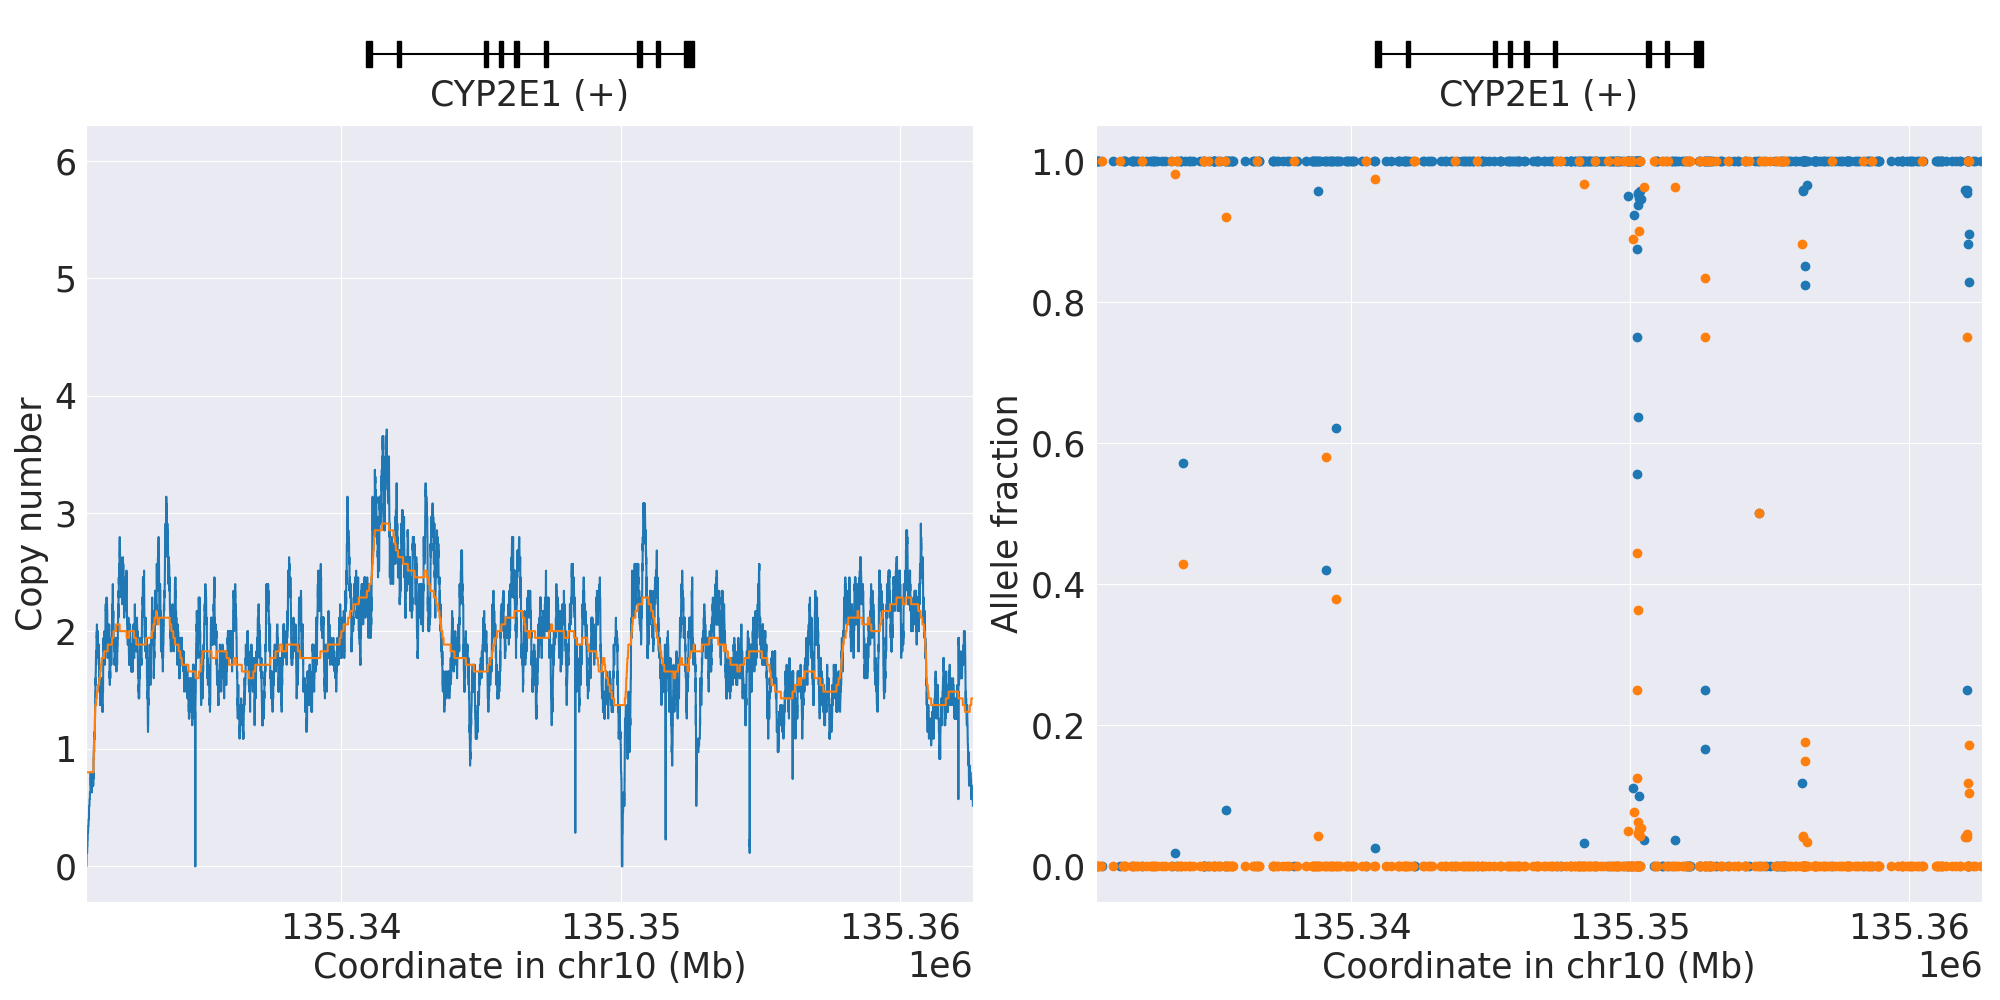 CYP2E1 (+)
6
5
4
3
2
1
0
Copy number
135.34
135.35
135.36
Coordinate in chr10 (Mb)
1e6
CYP2E1 (+)
1.0
0.8
0.6
0.4
0.2
0.0
Allele fraction
135.34
135.35
135.36
Coordinate in chr10 (Mb)
1e6